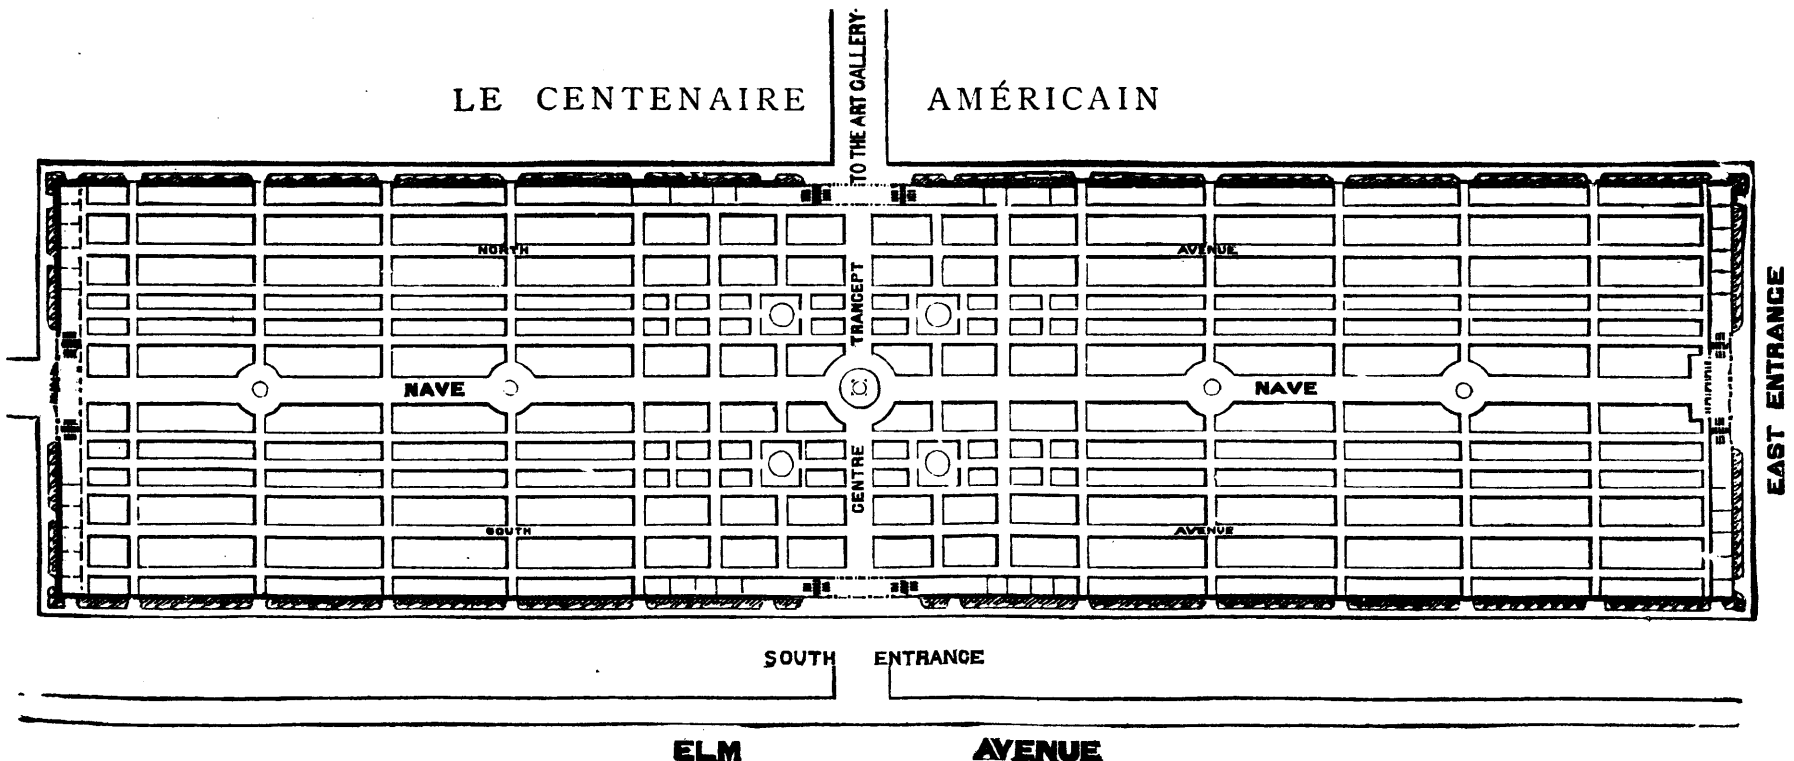 TO THE ART GALLERY.
LE CENTENAIRE AMÉRICAIN
NORTH AVENUE
TRANCEPT
NAVE NAVE
CENTRE
SOUTH AVENUE
EAST ENTRANCE
SOUTH ENTRANCE
ELM AVENUE